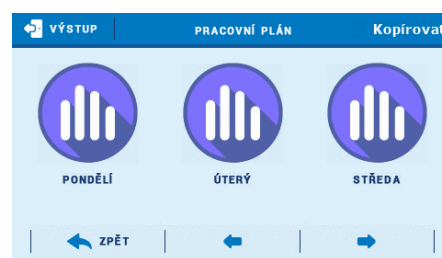 VÝSTUP PRACOVNÍ PLÁN Kopírovat
PONDĚLÍ ÚTERÝ STŘEDA
ZPĚT